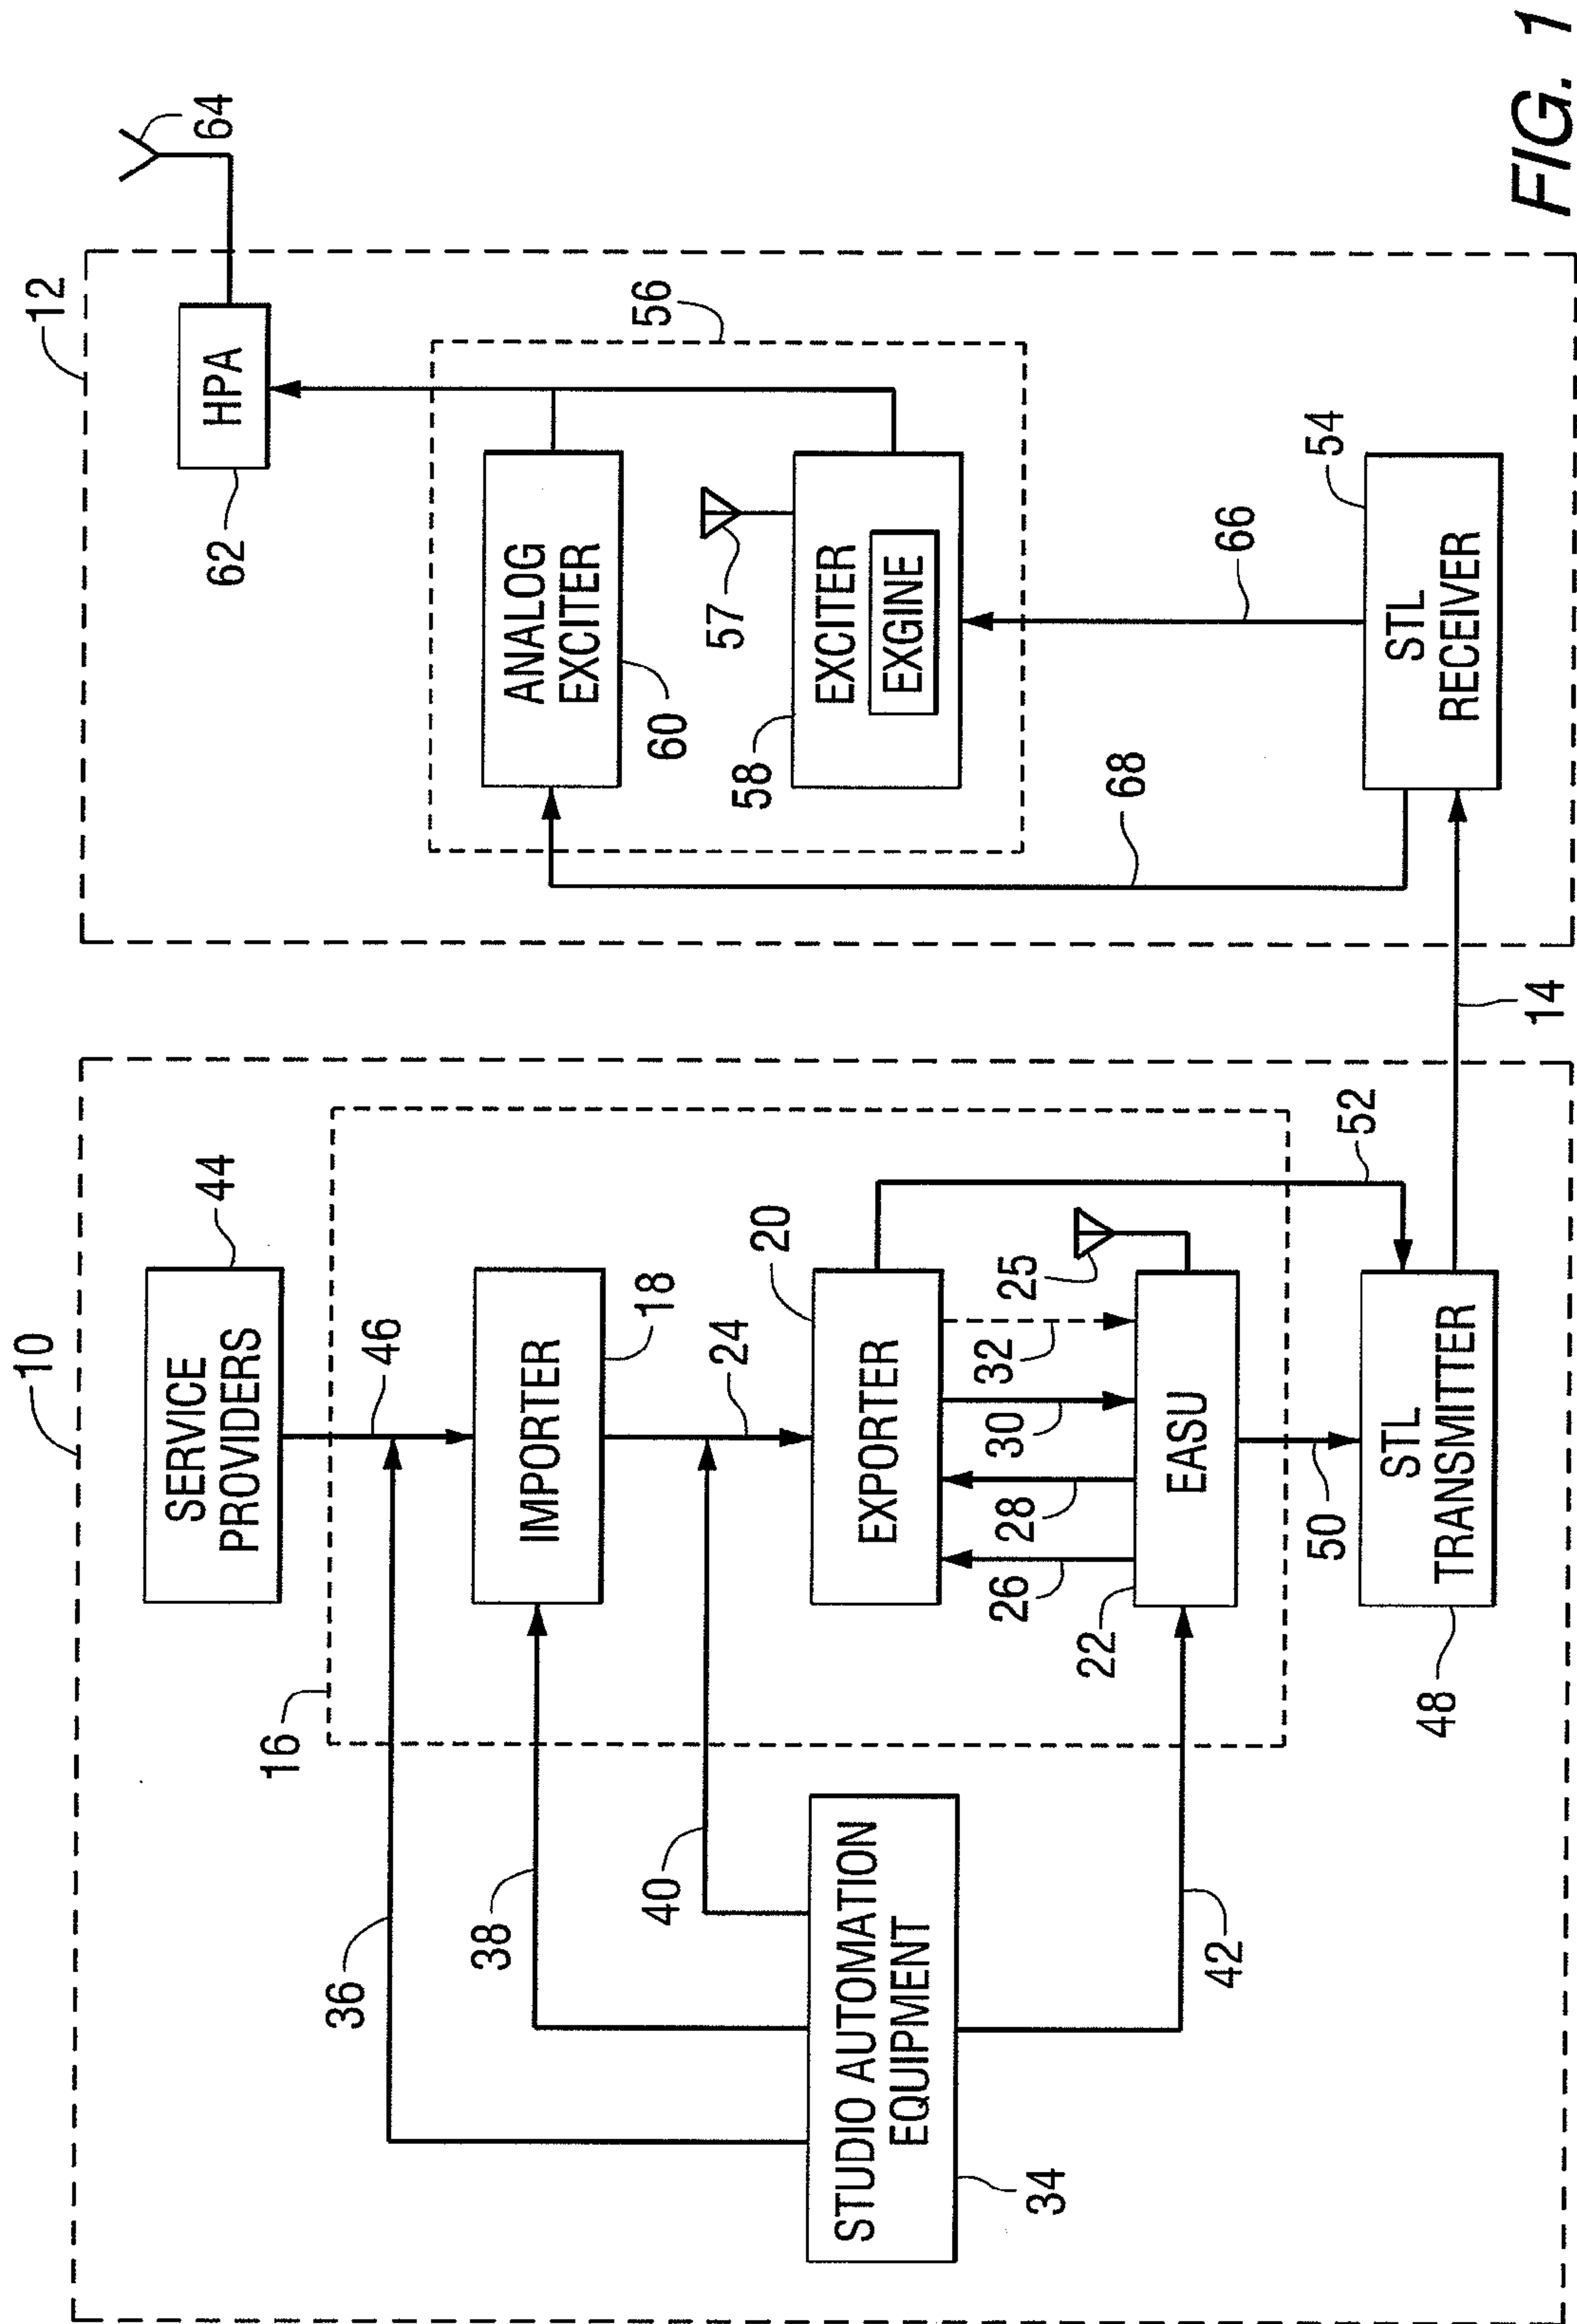 10
SERVICE
PROVIDERS
44
46
16
36
IMPORTER
18
38
24
40
STUDIO AUTOMATION
EQUIPMENT
34
EXPORTER
20
26
28
30
32
25
22
EASU
42
50
52
STL
TRANSMITTER
48
14
12
HPA
62
64
56
ANALOG
EXCITER
60
57
EXCITER
EXGINE
58
66
68
STL
RECEIVER
54
FIG. 1